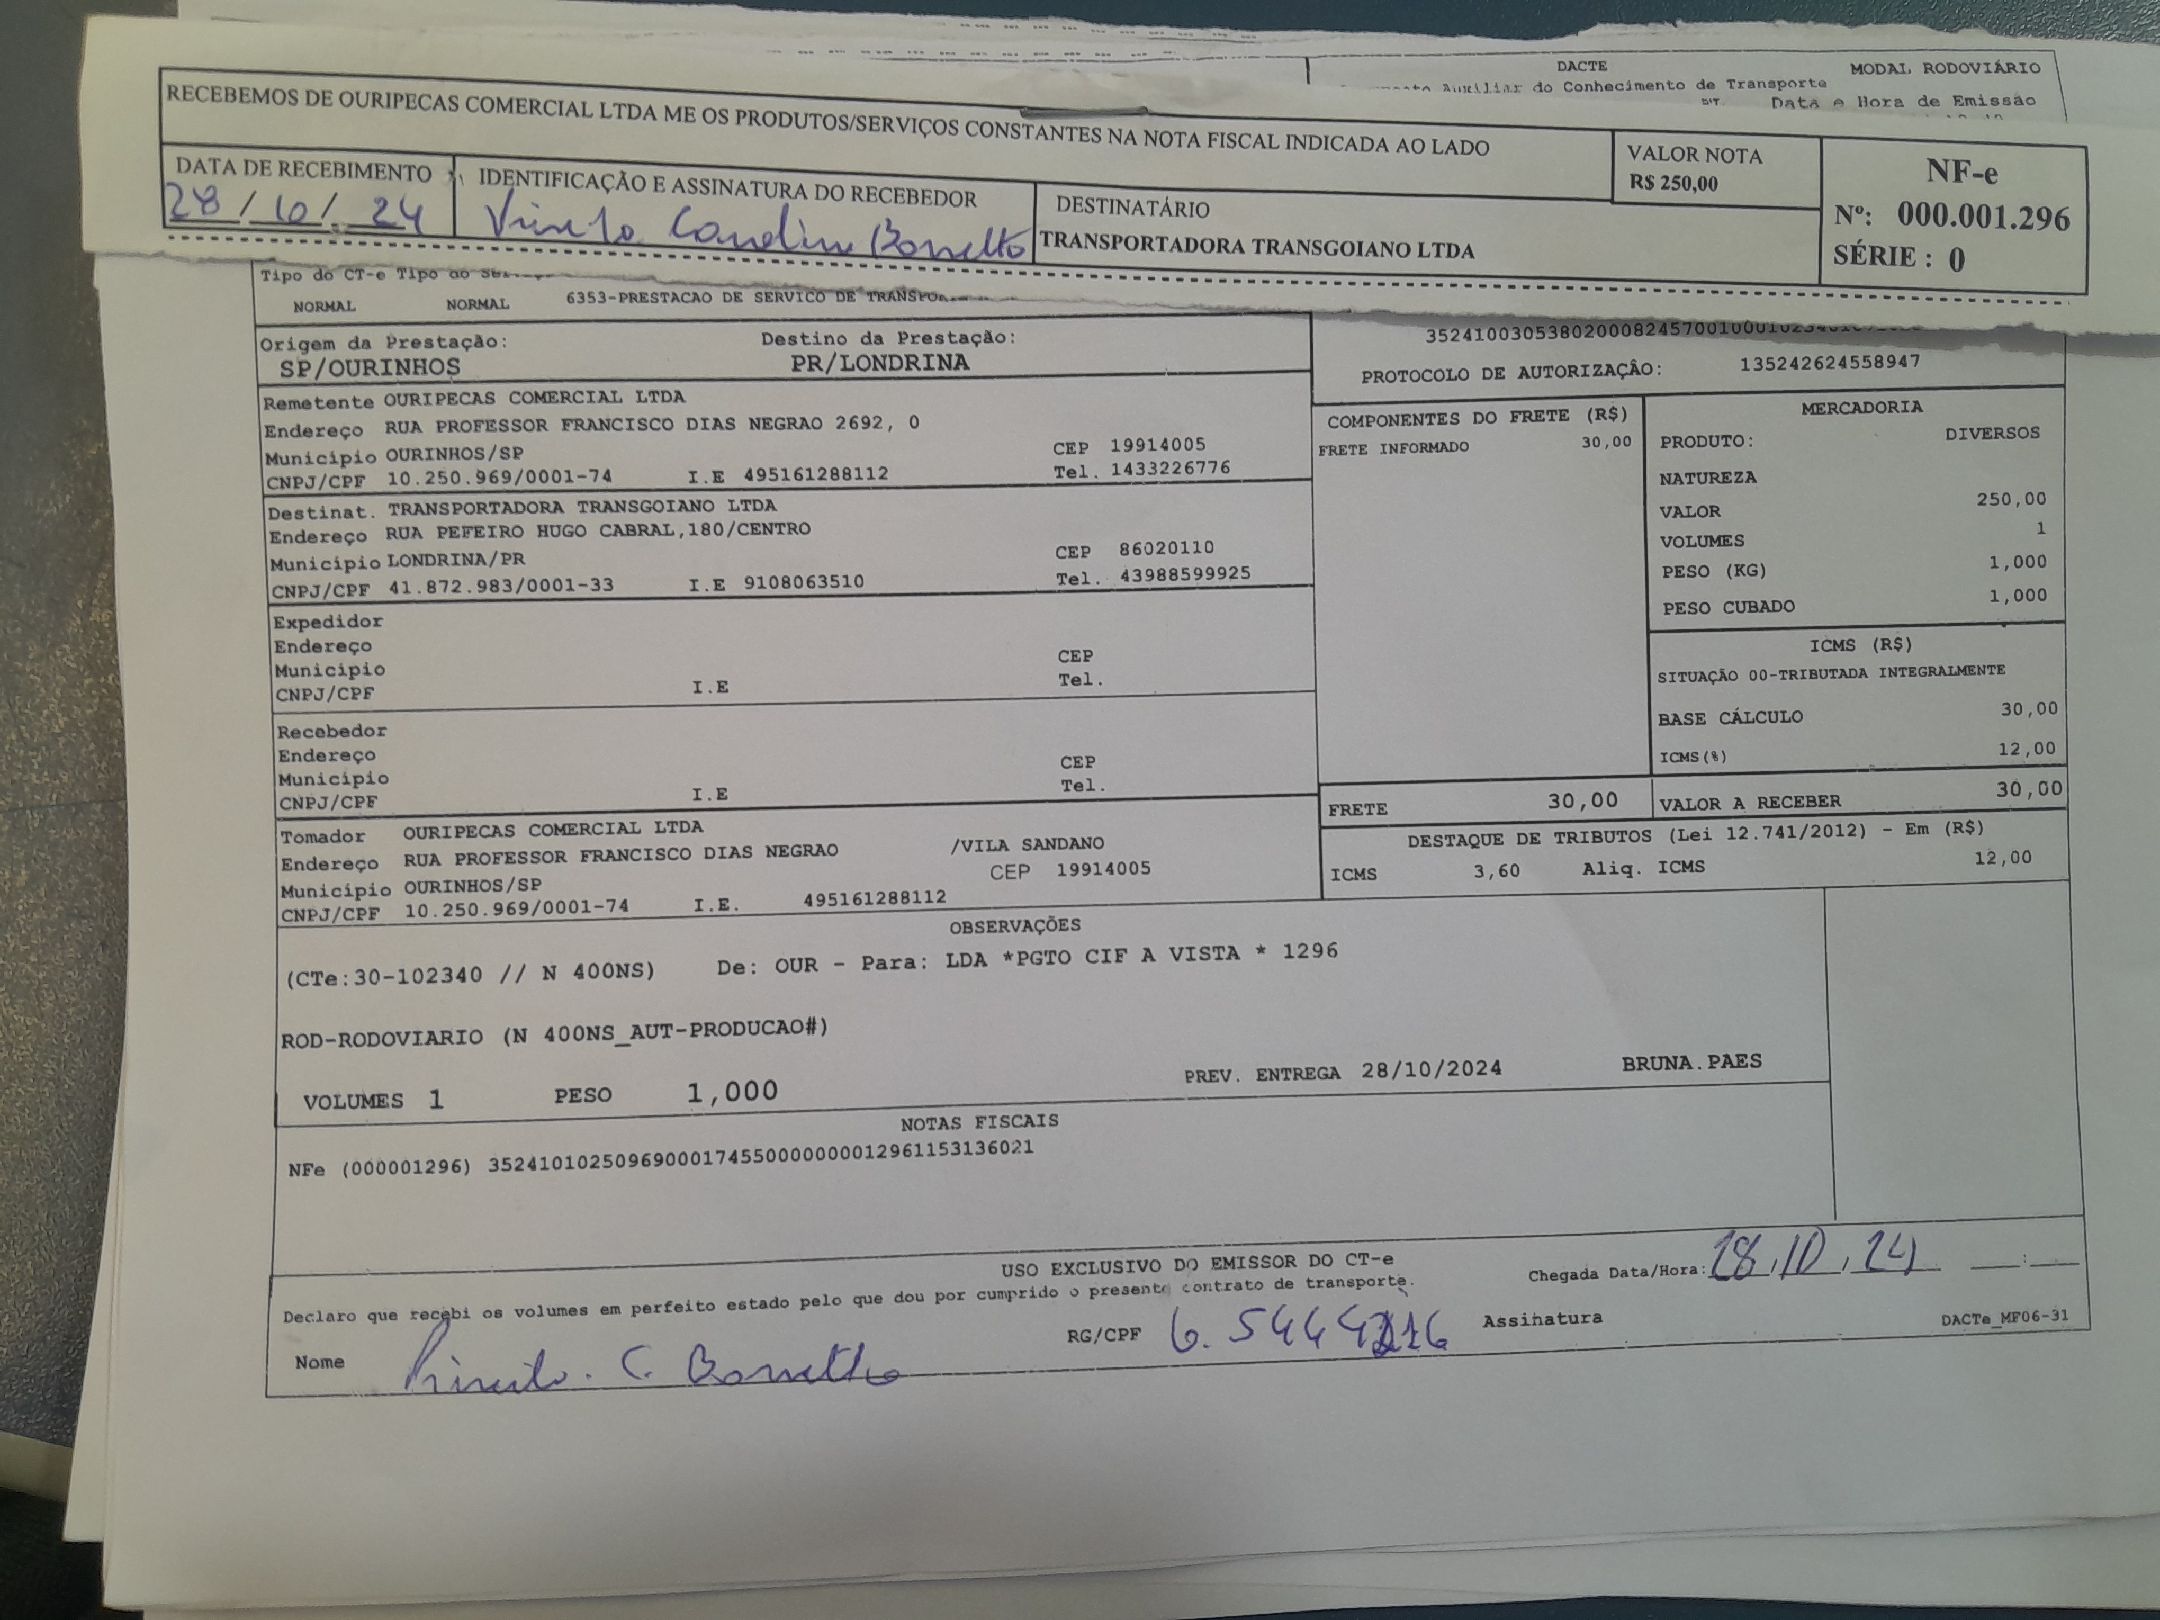 DACTE
MODAL RODOVIÁRIO
Auxiliar do Conhecimento de Transporte
Data e Hora de Emissão
RECEBEMOS DE OURIPECAS COMERCIAL LTDA ME OS PRODUTOS/SERVIÇOS CONSTANTES NA NOTA FISCAL INDICADA AO LADO
VALOR NOTA
R$ 250,00
NF-e
Nº: 000.001.296
SÉRIE : 0
DATA DE RECEBIMENTO
28/10/24
IDENTIFICAÇÃO E ASSINATURA DO RECEBEDOR
DESTINATÁRIO
TRANSPORTADORA TRANSGOIANO LTDA
Tipo do CT-e Tipo do
NORMAL NORMAL 6353-PRESTACAO DE SERVICO DE
Origem da Prestação: Destino da Prestação:
SP/OURINHOS PR/LONDRINA
PROTOCOLO DE AUTORIZAÇÂO: 135242624558947
Remetente OURIPECAS COMERCIAL LTDA
Endereço RUA PROFESSOR FRANCISCO DIAS NEGRAO 2692, 0
Município OURINHOS/SP CEP 19914005
CNPJ/CPF 10.250.969/0001-74 I.E 495161288112 Tel. 1433226776
Destinat. TRANSPORTADORA TRANSGOIANO LTDA
Endereço RUA PEFEIRO HUGO CABRAL,180/CENTRO
Município LONDRINA/PR CEP 86020110
CNPJ/CPF 41.872.983/0001-33 I.E 9108063510 Tel. 43988599925
Expedidor
Endereço
Município CEP
CNPJ/CPF I.E Tel.
Recebedor
Endereço
Município CEP
CNPJ/CPF I.E Tel.
Tomador OURIPECAS COMERCIAL LTDA
Endereço RUA PROFESSOR FRANCISCO DIAS NEGRAO /VILA SANDANO
Município OURINHOS/SP CEP 19914005
CNPJ/CPF 10.250.969/0001-74 I.E. 495161288112
COMPONENTES DO FRETE (R$)
FRETE INFORMADO 30,00
MERCADORIA
PRODUTO: DIVERSOS
NATUREZA
VALOR 250,00
VOLUMES 1
PESO (KG) 1,000
PESO CUBADO 1,000
ICMS (R$)
SITUAÇÃO 00-TRIBUTADA INTEGRALMENTE
BASE CÁLCULO 30,00
ICMS(%) 12,00
FRETE 30,00 VALOR A RECEBER 30,00
DESTAQUE DE TRIBUTOS (Lei 12.741/2012) - Em (R$)
ICMS 3,60 Aliq. ICMS 12,00
OBSERVAÇÕES
(CTe:30-102340 // N 400NS) De: OUR - Para: LDA *PGTO CIF A VISTA * 1296
ROD-RODOVIARIO (N 400NS_AUT-PRODUCAO#)
VOLUMES 1 PESO 1,000 PREV. ENTREGA 28/10/2024 BRUNA.PAES
NOTAS FISCAIS
NFe (000001296) 35241010250969000174550000000012961153136021
USO EXCLUSIVO DO EMISSOR DO CT-e
Declaro que recebi os volumes em perfeito estado pelo que dou por cumprido o presente contrato de transporte.
Chegada Data/Hora: 28/10/24 __:__
Nome
RG/CPF
Assinatura
DACTe_MF06-31